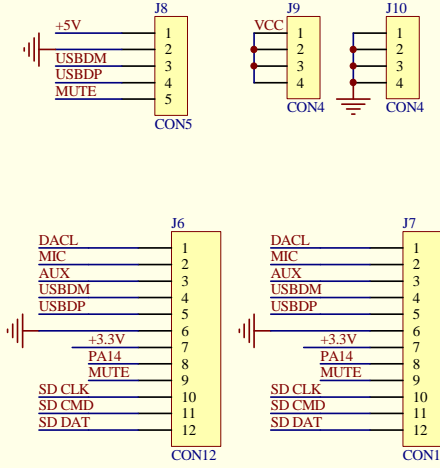 J8
+5V 1
2
USBDM 3
USBDP 4
MUTE 5
CON5
J9
VCC 1
2
3
4
CON4
J10
1
2
3
4
CON4
J6
DACL 1
MIC 2
AUX 3
USBDM 4
USBDP 5
6
+3.3V 7
PA14 8
MUTE 9
SD CLK 10
SD CMD 11
SD DAT 12
CON12
J7
DACL 1
MIC 2
AUX 3
USBDM 4
USBDP 5
6
+3.3V 7
PA14 8
MUTE 9
SD CLK 10
SD CMD 11
SD DAT 12
CON1